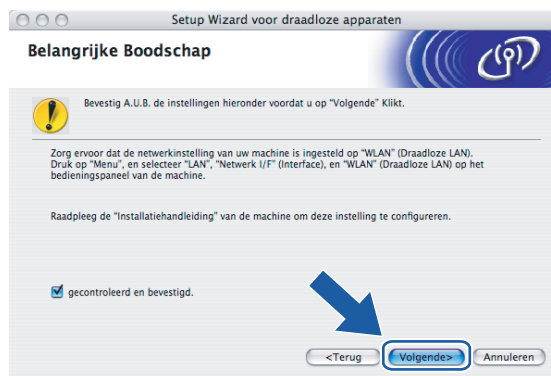 Setup Wizard voor draadloze apparaten
Belangrijke Boodschap
Bevestig A.U.B. de instellingen hieronder voordat u op "Volgende" Klikt.
Zorg ervoor dat de netwerkinstelling van uw machine is ingesteld op "WLAN" (Draadloze LAN).
Druk op "Menu", en selecteer "LAN", "Netwerk I/F" (Interface), en "WLAN" (Draadloze LAN) op het
bedieningspaneel van de machine.
Raadpleeg de "Installatiehandleiding" van de machine om deze instelling te configureren.
gecontroleerd en bevestigd.
<Terug
Volgende>
Annuleren